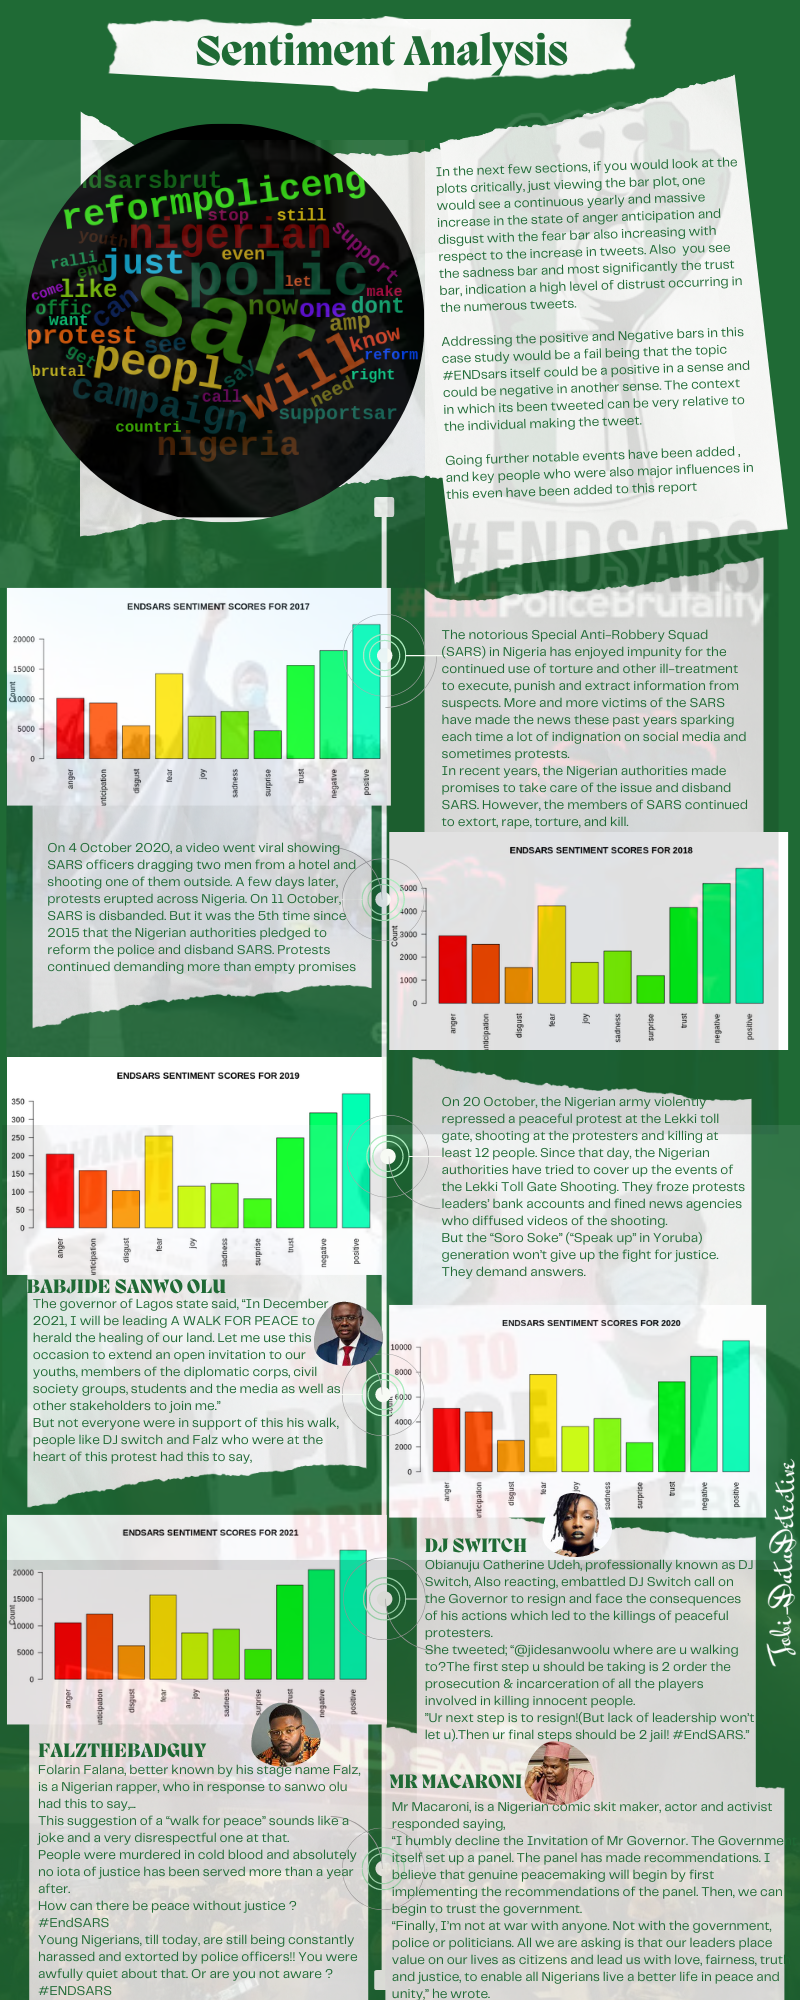 Sentiment Analysis
reformpoliceng
stop
still
youth
nigerian
support
ralli
end
just
even
polic
let
come
like
can
Sar
now
one
make
dont
offic
want
amp
protest
see
know
get
peopl
say
will
reform
brutal
right
campaign
call
need
supportsar
countri
nigeria
In the next few sections, if you would look at the
plots critically, just viewing the bar plot, one
would see a continuous yearly and massive
increase in the state of anger anticipation and
disgust with the fear bar also increasing with
respect to the increase in tweets. Also you see
the sadness bar and most significantly the trust
bar, indication a high level of distrust occurring in
the numerous tweets.
Addressing the positive and Negative bars in this
case study would be a fail being that the topic
#ENDsars itself could be a positive in a sense and
could be negative in another sense. The context
in which its been tweeted can be very relative to
the individual making the tweet.
Going further notable events have been added ,
and key people who were also major influences in
this even have been added to this report
#ENDSARS
#EndPoliceBrutality
ENDSARS SENTIMENT SCORES FOR 2017
Count
20000
15000
10000
5000
0
anger
nticipation
disgust
fear
joy
sadness
surprise
trust
negative
positive
The notorious Special Anti-Robbery Squad
(SARS) in Nigeria has enjoyed impunity for the
continued use of torture and other ill-treatment
to execute, punish and extract information from
suspects. More and more victims of the SARS
have made the news these past years sparking
each time a lot of indignation on social media and
sometimes protests.
In recent years, the Nigerian authorities made
promises to take care of the issue and disband
SARS. However, the members of SARS continued
to extort, rape, torture, and kill.
On 4 October 2020, a video went viral showing
SARS officers dragging two men from a hotel and
shooting one of them outside. A few days later,
protests erupted across Nigeria. On 11 October,
SARS is disbanded. But it was the 5th time since
2015 that the Nigerian authorities pledged to
reform the police and disband SARS. Protests
continued demanding more than empty promises
ENDSARS SENTIMENT SCORES FOR 2018
Count
5000
4000
3000
2000
1000
0
anger
nticipation
disgust
fear
joy
sadness
surprise
trust
negative
positive
ENDSARS SENTIMENT SCORES FOR 2019
350
300
250
200
150
100
50
0
anger
nticipation
disgust
fear
joy
sadness
surprise
trust
negative
positive
On 20 October, the Nigerian army violently
repressed a peaceful protest at the Lekki toll
gate, shooting at the protesters and killing at
least 12 people. Since that day, the Nigerian
authorities have tried to cover up the events of
the Lekki Toll Gate Shooting. They froze protests
leaders' bank accounts and fined news agencies
who diffused videos of the shooting.
But the “Soro Soke” (“Speak up” in Yoruba)
generation won't give up the fight for justice.
They demand answers.
BABJIDE SANWO OLU
The governor of Lagos state said, “In December
2021, I will be leading A WALK FOR PEACE to
herald the healing of our land. Let me use this
occasion to extend an open invitation to our
youths, members of the diplomatic corps, civil
society groups, students and the media as well as
other stakeholders to join me.”
But not everyone were in support of this his walk,
people like DJ switch and Falz who were at the
heart of this protest had this to say,
ENDSARS SENTIMENT SCORES FOR 2020
10000
8000
6000
4000
2000
0
anger
nticipation
disgust
fear
joy
sadness
surprise
trust
negative
positive
ENDSARS SENTIMENT SCORES FOR 2021
Count
20000
15000
10000
5000
0
anger
nticipation
disgust
fear
joy
sadness
surprise
trust
negative
positive
DJ SWITCH
Obianuju Catherine Udeh, professionally known as DJ
Switch, Also reacting, embattled DJ Switch call on
the Governor to resign and face the consequences
of his actions which led to the killings of peaceful
protesters.
She tweeted; “@jidesanwoolu where are u walking
to?The first step u should be taking is 2 order the
prosecution & incarceration of all the players
involved in killing innocent people.
”Ur next step is to resign!(But lack of leadership won't
let u).Then ur final steps should be 2 jail! #EndSARS.”
Tobi-DataDetective
FALZTHEBADGUY
Folarin Falana, better known by his stage name Falz,
is a Nigerian rapper, who in response to sanwo olu
had this to say,..
This suggestion of a “walk for peace” sounds like a
joke and a very disrespectful one at that.
People were murdered in cold blood and absolutely
no iota of justice has been served more than a year
after.
How can there be peace without justice ?
#EndSARS
Young Nigerians, till today, are still being constantly
harassed and extorted by police officers!! You were
awfully quiet about that. Or are you not aware ?
#ENDSARS
MR MACARONI
Mr Macaroni, is a Nigerian comic skit maker, actor and activist
responded saying,
“I humbly decline the Invitation of Mr Governor. The Governme
itself set up a panel. The panel has made recommendations. I
believe that genuine peacemaking will begin by first
implementing the recommendations of the panel. Then, we can
begin to trust the government.
“Finally, I'm not at war with anyone. Not with the government,
police or politicians. All we are asking is that our leaders place
value on our lives as citizens and lead us with love, fairness, trut
and justice, to enable all Nigerians live a better life in peace and
unity,” he wrote.